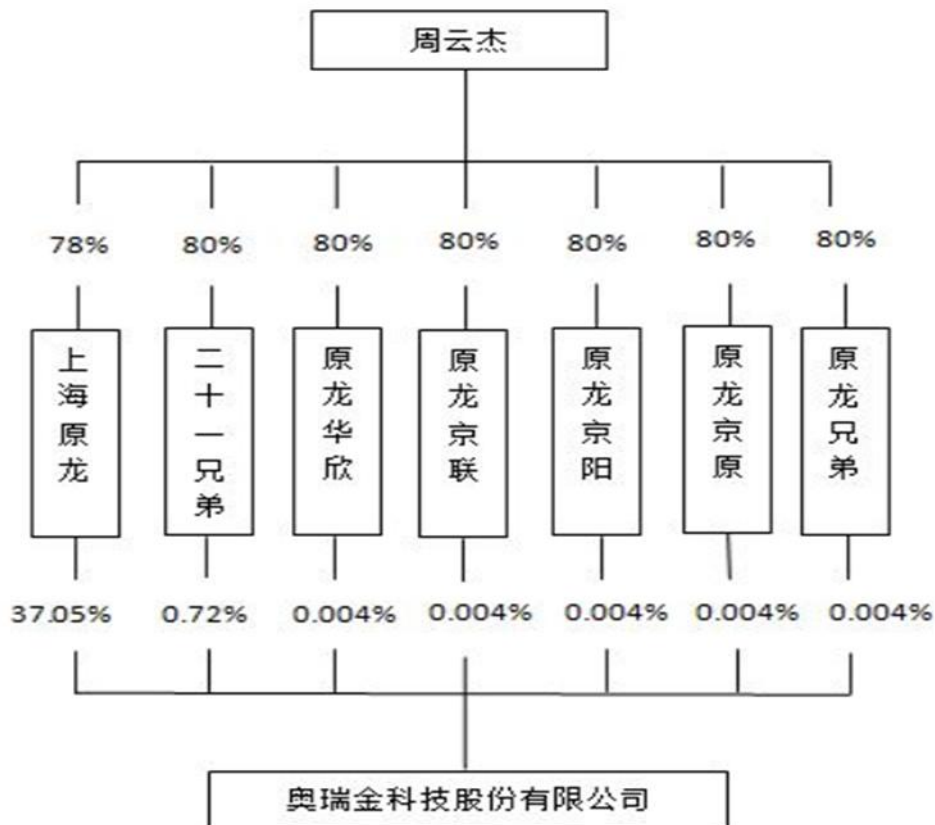 周云杰
78% 80% 80% 80% 80% 80% 80%
上海原龙
二十一兄弟
原龙华欣
原龙京联
原龙京阳
原龙京原
原龙兄弟
37.05% 0.72% 0.004% 0.004% 0.004% 0.004% 0.004%
奥瑞金科技股份有限公司